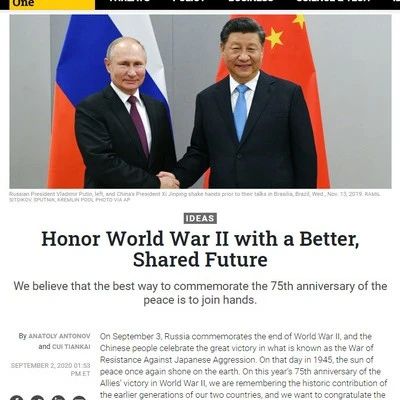 One
Russian President Vladimir Putin, left, and China's President Xi Jinping shake hands prior to their talks in Brasilia, Brazil, Wed., Nov. 13, 2019. RAMIL
SITDIKOV, SPUTNIK, KREMLIN POOL PHOTO VIA AP
IDEAS
Honor World War II with a Better,
Shared Future
We believe that the best way to commemorate the 75th anniversary of the
peace is to join hands.
By ANATOLY ANTONOV
and CUI TIANKAI
SEPTEMBER 2, 2020 01:53
PM ET
On September 3, Russia commemorates the end of World War II, and the
Chinese people celebrate the great victory in what is known as the War of
Resistance Against Japanese Aggression. On that day in 1945, the sun of
peace once again shone on the earth. On this year's 75th anniversary of the
Allies' victory in World War II, we are remembering the historic contribution of
the earlier generations of our two countries, and we want to congratulate the